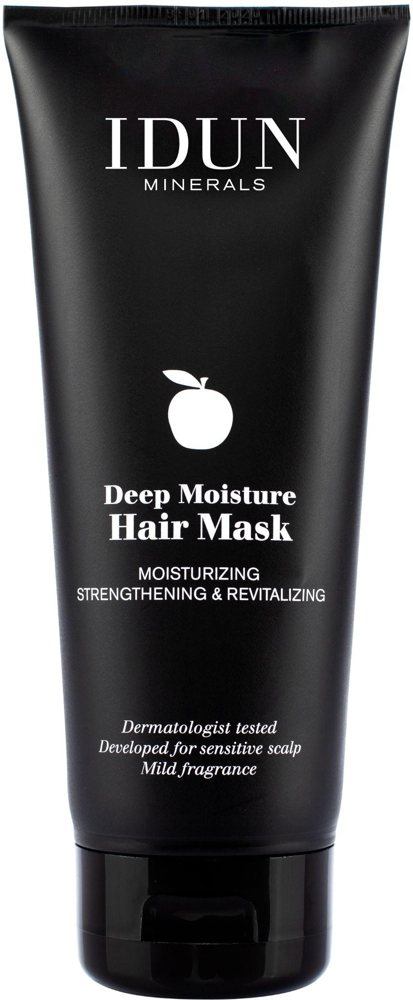 IDUN
MINERALS
Deep Moisture
Hair Mask
MOISTURIZING
STRENGTHENING & REVITALIZING
Dermatologist tested
Developed for sensitive scalp
Mild fragrance